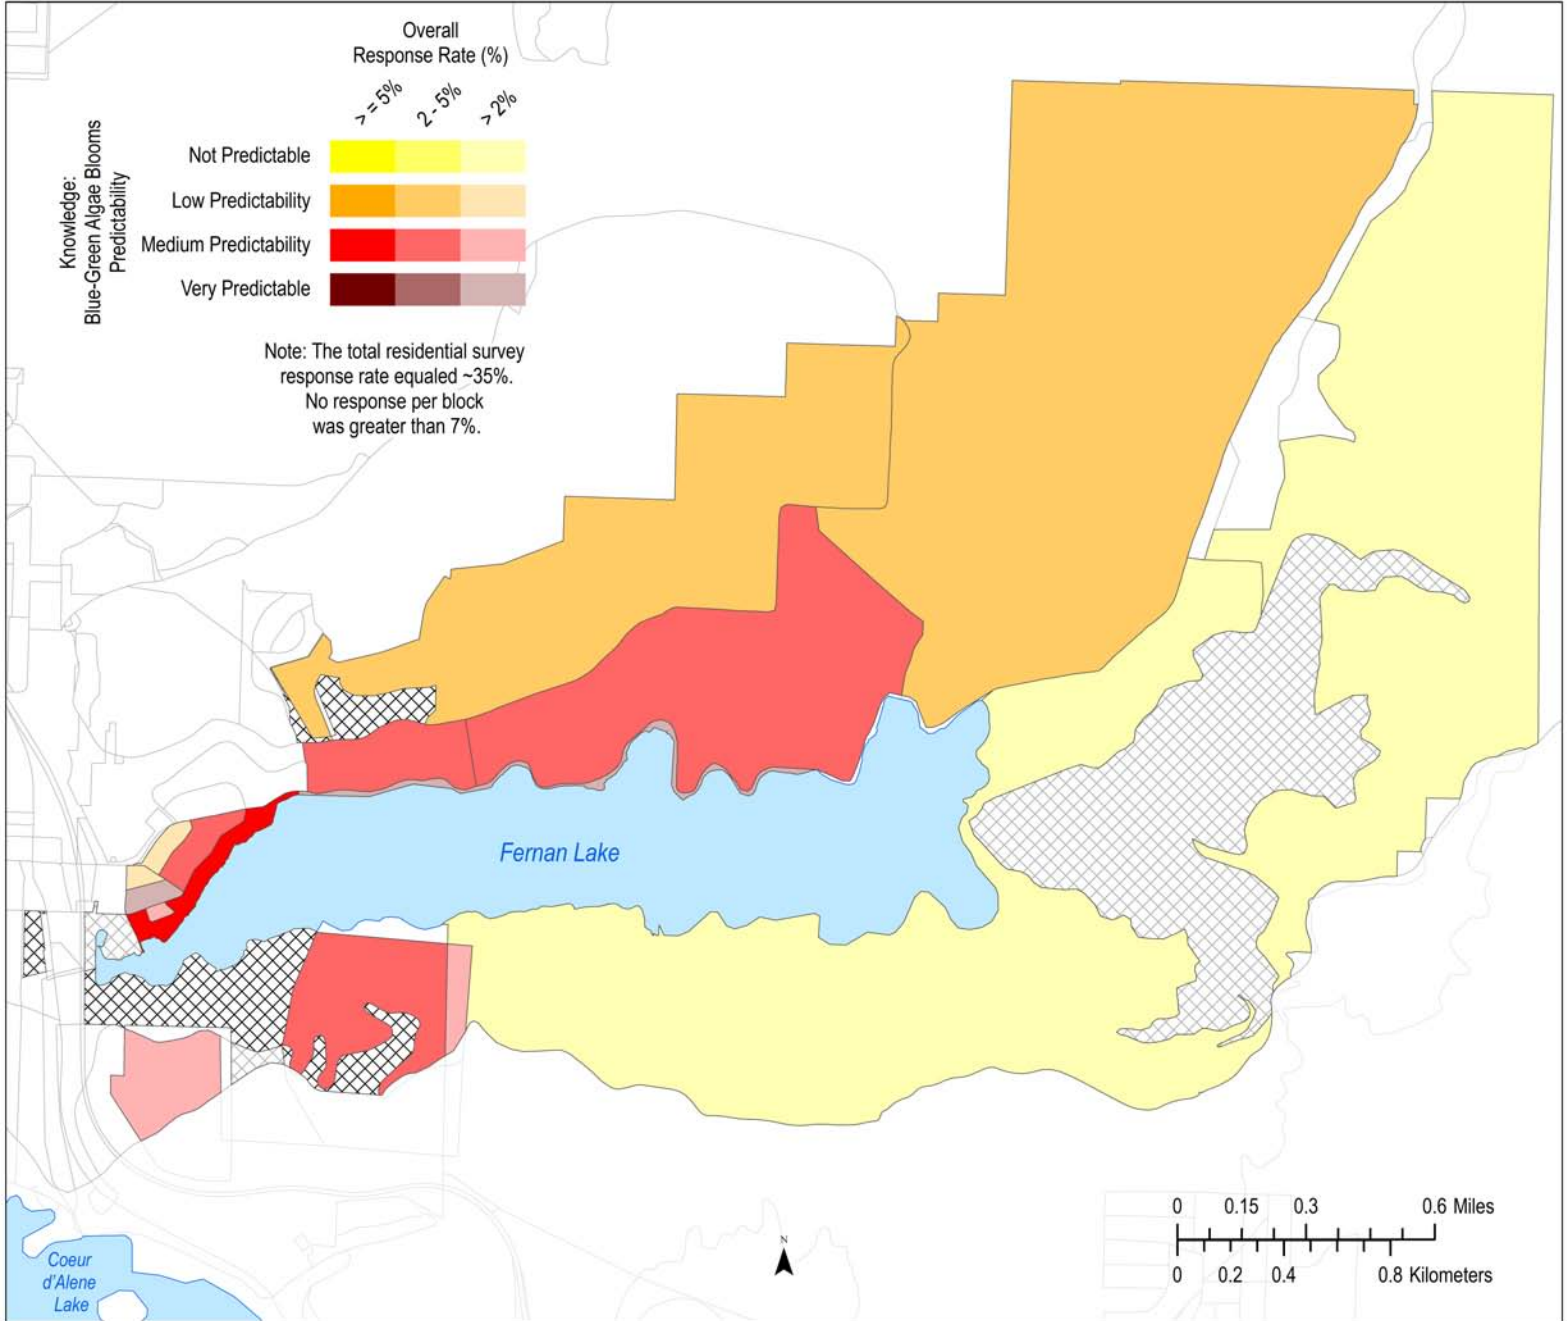 Overall
Response Rate (%)
> = 5%
2 - 5%
> 2%
Knowledge:
Blue-Green Algae Blooms
Predictability
Not Predictable
Low Predictability
Medium Predictability
Very Predictable
Note: The total residential survey
response rate equaled ~35%.
No response per block
was greater than 7%.
Fernan Lake
Coeur
d'Alene
Lake
N
0 0.15 0.3 0.6 Miles
0 0.2 0.4 0.8 Kilometers